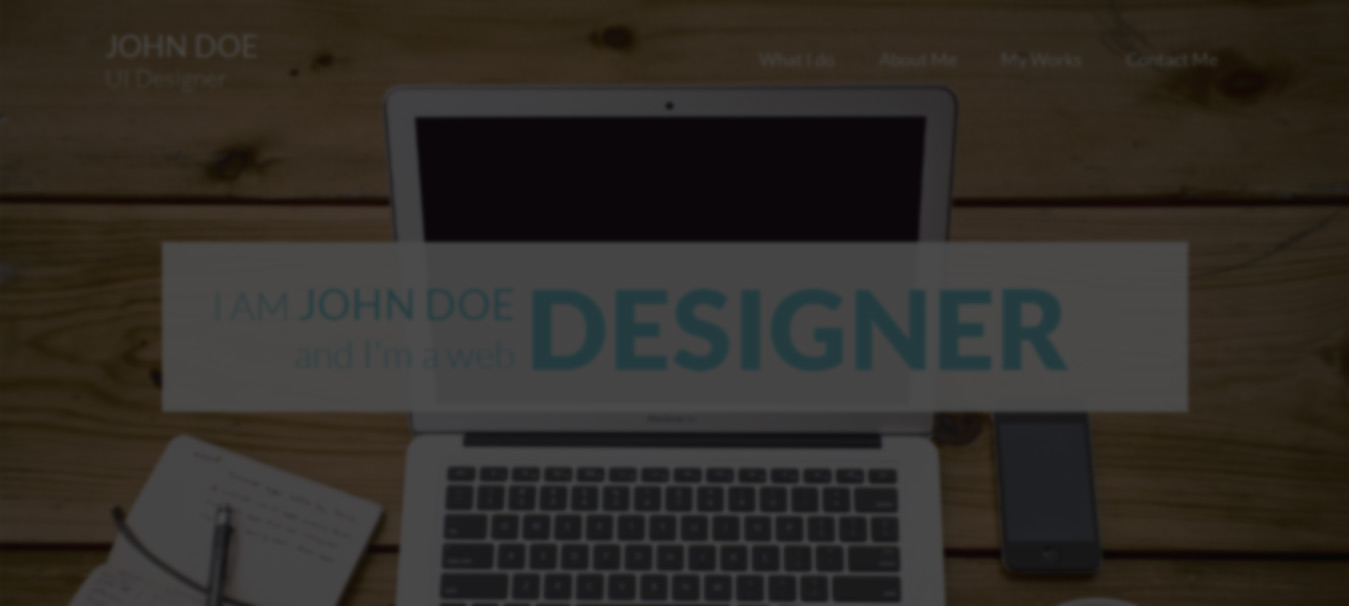 JOHN DOE
UI Designer
What I do
About Me
My Works
Contact Me
I AM JOHN DOE
and I'm a web
DESIGNER